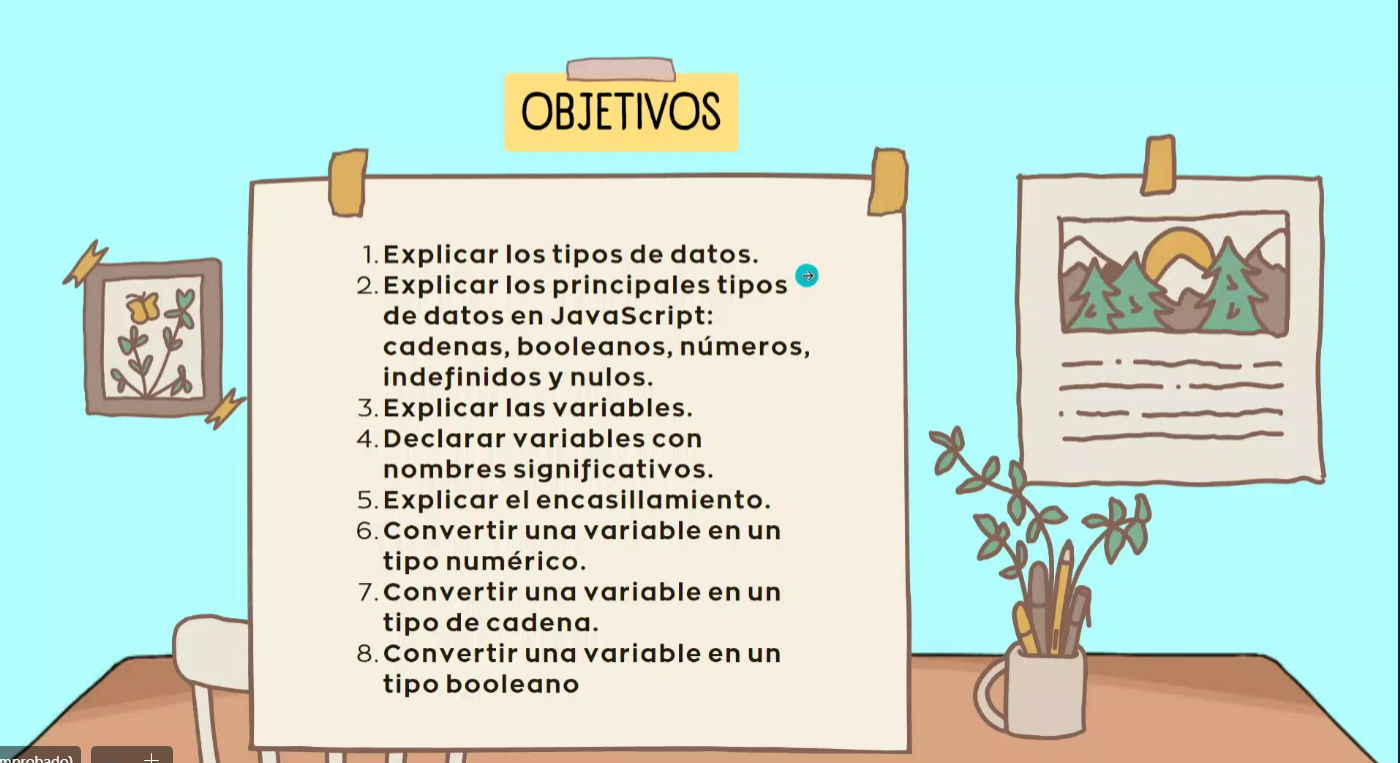 OBJETIVOS
1. Explicar los tipos de datos.
2. Explicar los principales tipos
de datos en JavaScript:
cadenas, booleanos, números,
indefinidos y nulos.
3. Explicar las variables.
4. Declarar variables con
nombres significativos.
5. Explicar el encasillamiento.
6. Convertir una variable en un
tipo numérico.
7. Convertir una variable en un
tipo de cadena.
8. Convertir una variable en un
tipo booleano